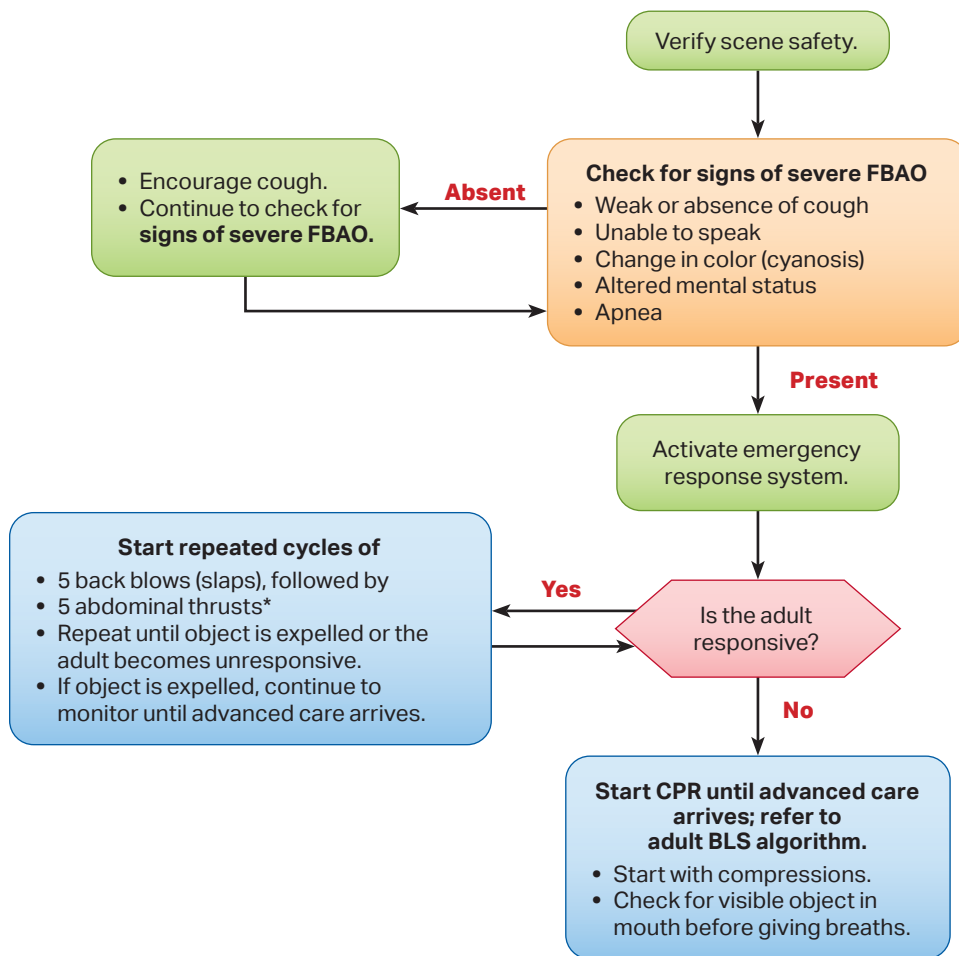 Verify scene safety.
• Encourage cough.
• Continue to check for
signs of severe FBAO.
Absent
Check for signs of severe FBAO
• Weak or absence of cough
• Unable to speak
• Change in color (cyanosis)
• Altered mental status
• Apnea
Present
Activate emergency
response system.
Start repeated cycles of
• 5 back blows (slaps), followed by
• 5 abdominal thrusts*
• Repeat until object is expelled or the
adult becomes unresponsive.
• If object is expelled, continue to
monitor until advanced care arrives.
Yes
Is the adult
responsive?
No
Start CPR until advanced care
arrives; refer to
adult BLS algorithm.
• Start with compressions.
• Check for visible object in
mouth before giving breaths.